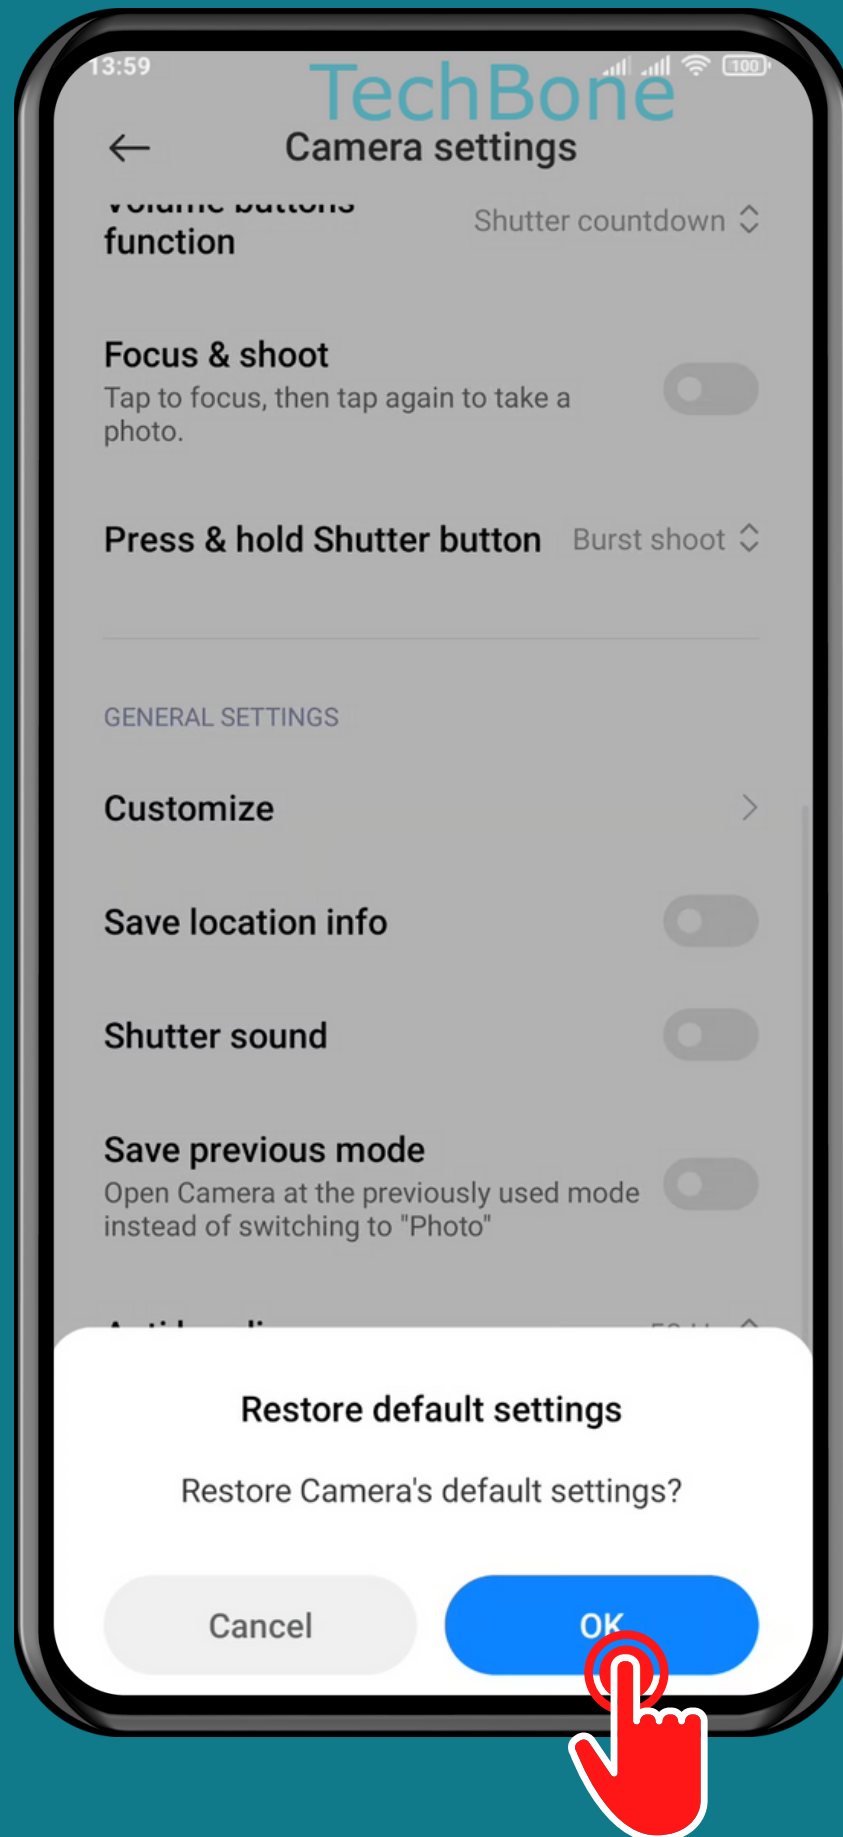 13:59
TechBone
100
Camera settings
Volume buttons
function
Shutter countdown
Focus & shoot
Tap to focus, then tap again to take a
photo.
Press & hold Shutter button
Burst shoot
GENERAL SETTINGS
Customize
Save location info
Shutter sound
Save previous mode
Open Camera at the previously used mode
instead of switching to "Photo"
Restore default settings
Restore Camera's default settings?
Cancel
OK